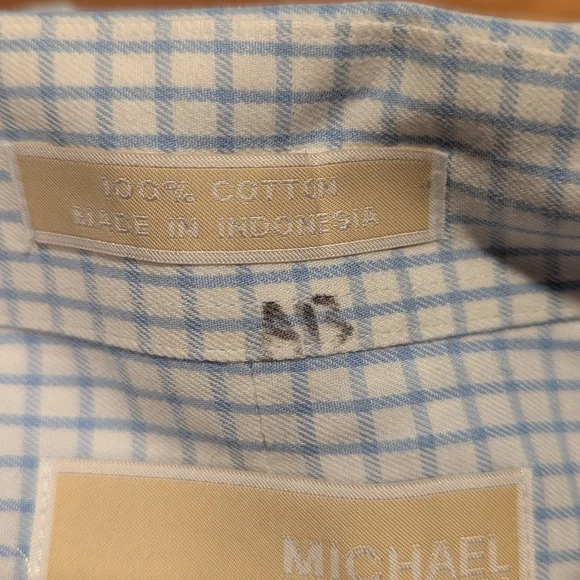 100% COTTON
MADE IN INDONESIA
AB
MICHAEL